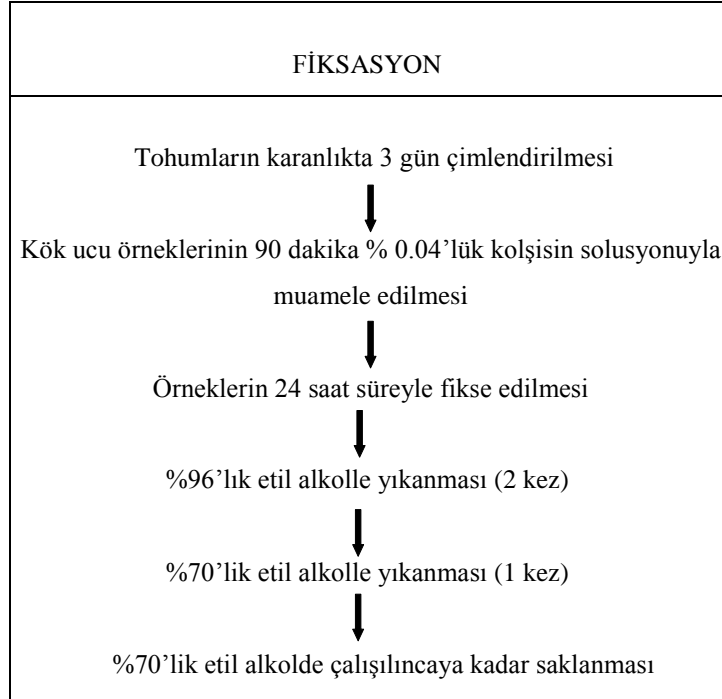 FİKSASYON
Tohumların karanlıkta 3 gün çimlendirilmesi
Kök ucu örneklerinin 90 dakika % 0.04’lük kolşisin solusyonuyla
muamele edilmesi
Örneklerin 24 saat süreyle fikse edilmesi
%96’lık etil alkolle yıkanması (2 kez)
%70’lik etil alkolle yıkanması (1 kez)
%70’lik etil alkolde çalışılıncaya kadar saklanması